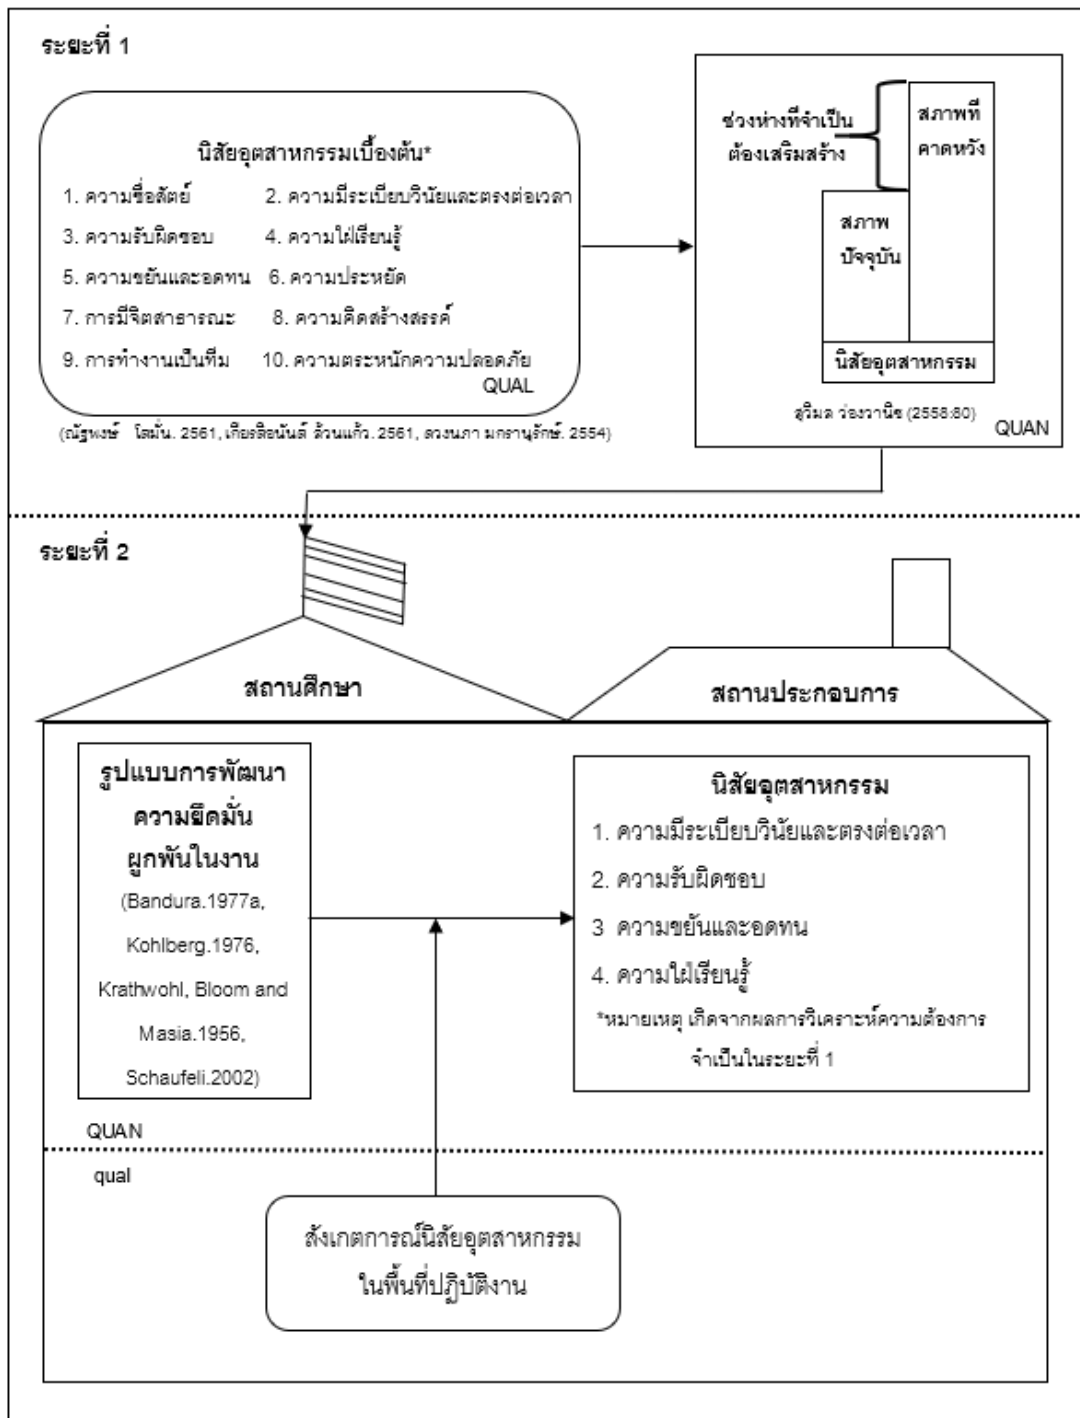 ระยะที่ 1
นิสัยอุตสาหกรรมเบื้องต้น*
1. ความซื่อสัตย์ 2. ความมีระเบียบวินัยและตรงต่อเวลา
3. ความรับผิดชอบ 4. ความใฝ่เรียนรู้
5. ความขยันและอดทน 6. ความประหยัด
7. การมีจิตสาธารณะ 8. ความคิดสร้างสรรค์
9. การทำงานเป็นทีม 10. ความตระหนักความปลอดภัย
QUAL
(ณัฐพงษ์ โตมั่น. 2561, เกียรติอนันต์ ล้วนแก้ว. 2561, ดวงนภา มกรานุรักษ์. 2554)
ช่วงห่างที่จำเป็น
ต้องเสริมสร้าง
สภาพที่
คาดหวัง
สภาพ
ปัจจุบัน
นิสัยอุตสาหกรรม
สุวิมล ว่องวานิช (2558:80)
QUAN
ระยะที่ 2
สถานศึกษา
สถานประกอบการ
รูปแบบการพัฒนา
ความยึดมั่น
ผูกพันในงาน
(Bandura.1977a,
Kohlberg.1976,
Krathwohl, Bloom and
Masia.1956,
Schaufeli.2002)
นิสัยอุตสาหกรรม
1. ความมีระเบียบวินัยและตรงต่อเวลา
2. ความรับผิดชอบ
3 ความขยันและอดทน
4. ความใฝ่เรียนรู้
*หมายเหตุ เกิดจากผลการวิเคราะห์ความต้องการ
จำเป็นในระยะที่ 1
QUAN
qual
สังเกตการณ์นิสัยอุตสาหกรรม
ในพื้นที่ปฏิบัติงาน